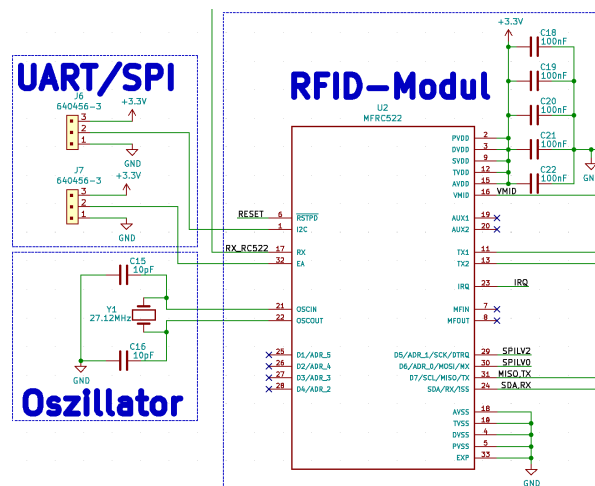 UART/SPI
J6
640456-3
+3.3V
3
2
1
GND
J7
640456-3
+3.3V
3
2
1
GND
C15
10pF
Y1
27.12MHz
C16
10pF
GND
Oszillator
RFID-Modul
U2
MFRC522
+3.3V
C18
100nF
C19
100nF
C20
100nF
C21
100nF
C22
100nF
GND
RESET 6 RSTPD
1 I2C
RX_RC522 17 RX
32 EA
21 OSCIN
22 OSCOUT
25 D1/ADR_5
26 D2/ADR_4
27 D3/ADR_3
28 D4/ADR_2
PVDD 2
DVDD 3
SVDD 9
TVDD 12
AVDD 15
VMID 16 VMID
AUX1 19
AUX2 20
TX1 11
TX2 13
IRQ 23 IRQ
MFIN 7
MFOUT 8
D5/ADR_1/SCK/DTRQ 29 SPILV2
D6/ADR_0/MOSI/MX 30 SPILV0
D7/SCL/MISO/TX 31 MISO,TX
SDA/RX/ISS 24 SDA,RX
AVSS 18
TVSS 10
DVSS 4
PVSS 5
EXP 33
GND